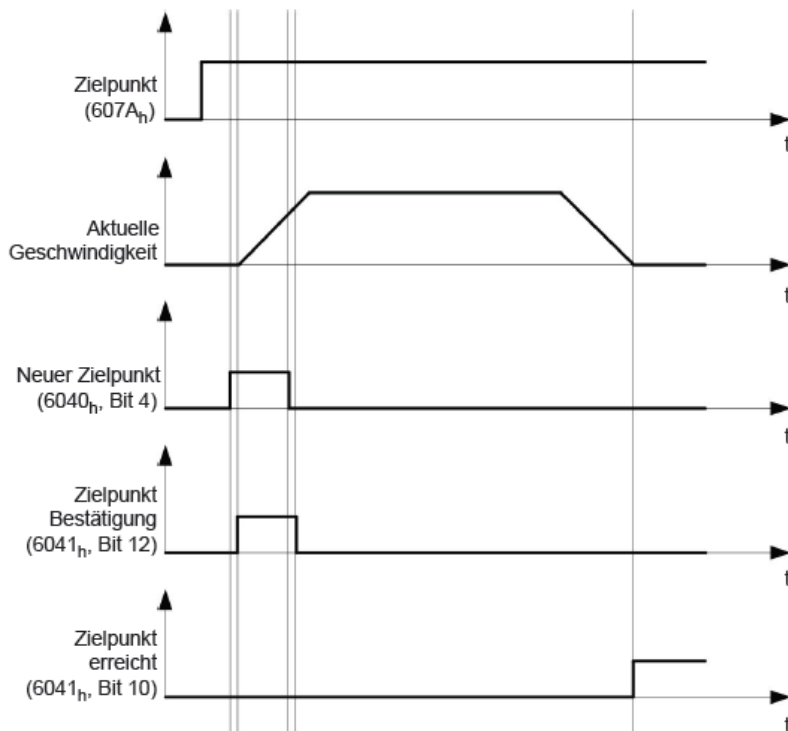 Zielpunkt
(607Ah)
t
Aktuelle
Geschwindigkeit
t
Neuer Zielpunkt
(6040h, Bit 4)
t
Zielpunkt
Bestätigung
(6041h, Bit 12)
t
Zielpunkt
erreicht
(6041h, Bit 10)
t